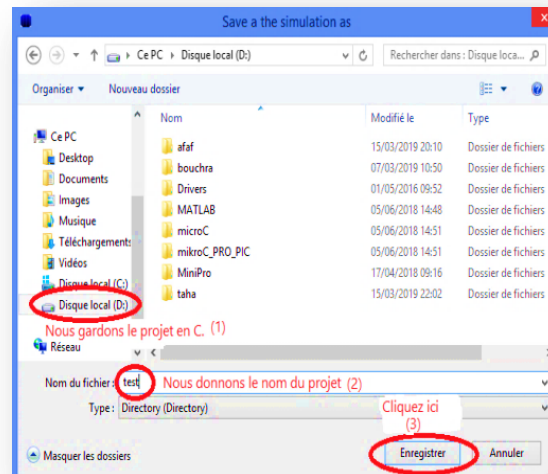 Save a the simulation as
x
Ce PC Disque local (D:)
Rechercher dans : Disque loca...
Organiser Nouveau dossier
Nom Modifié le Type
Ce PC
Desktop
Documents
Images
Musique
Téléchargements
Vidéos
Disque local (C:)
Disque local (D:)
afaf 15/03/2019 20:10 Dossier de fichiers
bouchra 07/03/2019 10:50 Dossier de fichiers
Drivers 01/05/2016 09:52 Dossier de fichiers
MATLAB 05/06/2018 14:48 Dossier de fichiers
microC 05/06/2018 14:51 Dossier de fichiers
mikroC_PRO_PIC 05/06/2018 14:51 Dossier de fichiers
MiniPro 17/04/2018 09:16 Dossier de fichiers
taha 15/03/2019 22:02 Dossier de fichiers
Nous gardons le projet en C. (1)
Réseau
Nom du fichier : test Nous donnons le nom du projet (2)
Type : Directory (Directory)
Cliquez ici
(3)
Masquer les dossiers Enregistrer Annuler